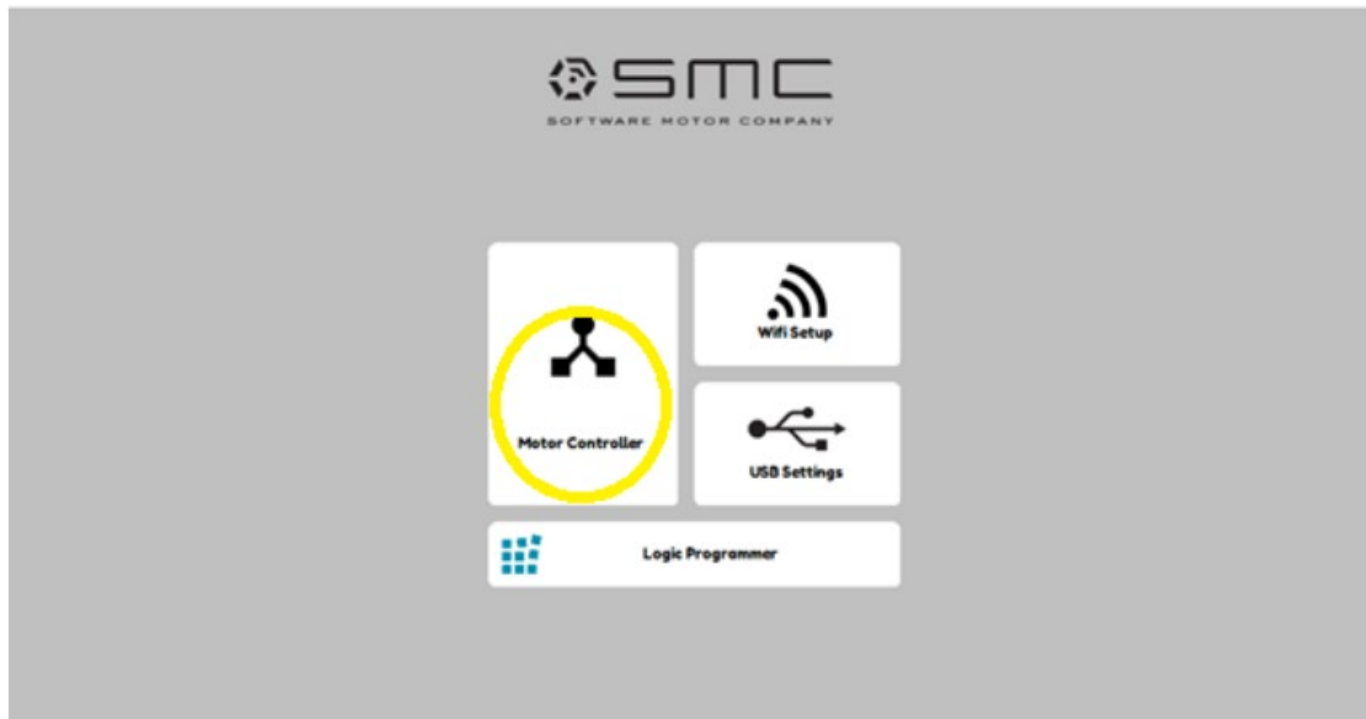 SMC
SOFTWARE MOTOR COMPANY
Motor Controller
Wifi Setup
USB Settings
Logic Programmer